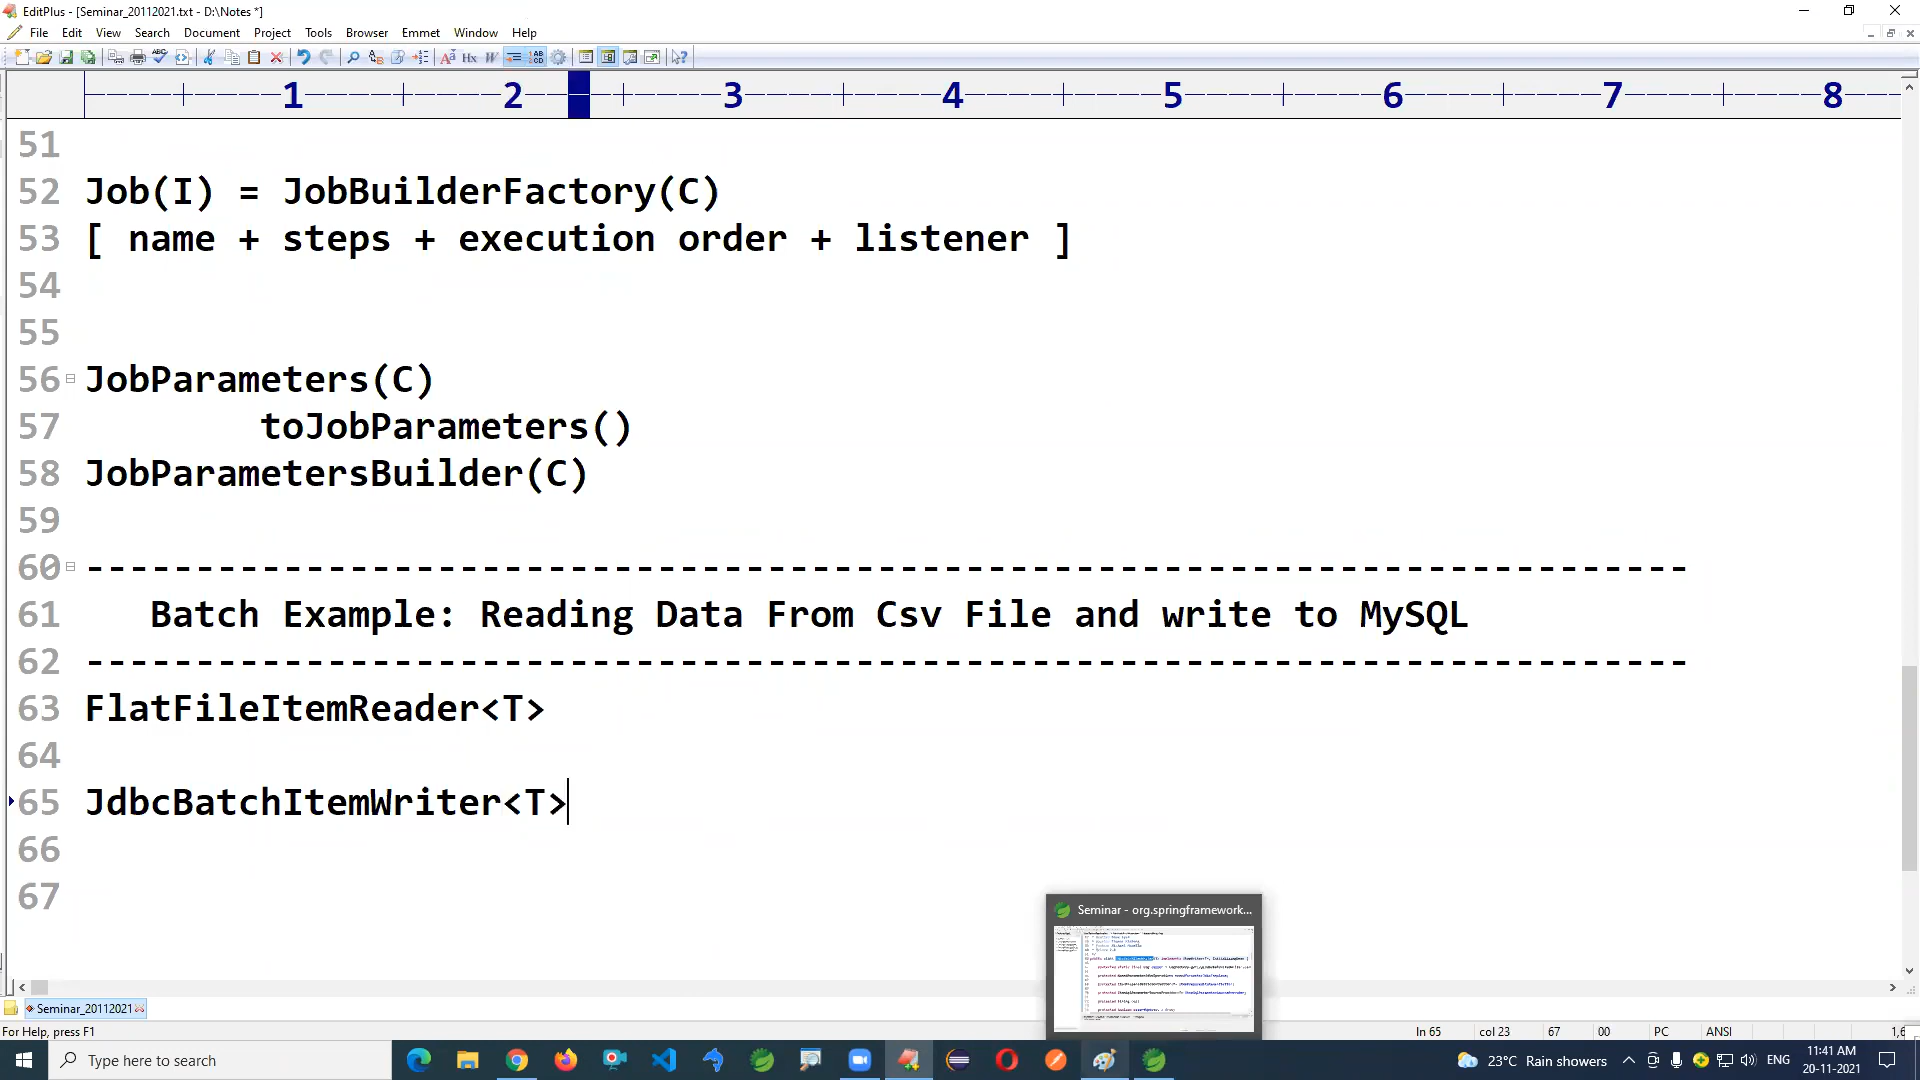 EditPlus - [Seminar_20112021.txt - D:\Notes *]
File Edit View Search Document Project Tools Browser Emmet Window Help
1 2 3 4 5 6 7 8
51
52 Job(I) = JobBuilderFactory(C)
53 [ name + steps + execution order + listener ]
54
55
56 JobParameters(C)
57 toJobParameters()
58 JobParametersBuilder(C)
59
60 -------------------------------------------------------------------------
61 Batch Example: Reading Data From Csv File and write to MySQL
62 -------------------------------------------------------------------------
63 FlatFileItemReader<T>
64
65 JdbcBatchItemWriter<T>
66
67
Seminar - org.springframework...
Seminar_20112021
For Help, press F1 ln 65 col 23 67 00 PC ANSI 1,6
Type here to search 23°C Rain showers ENG 11:41 AM
20-11-2021